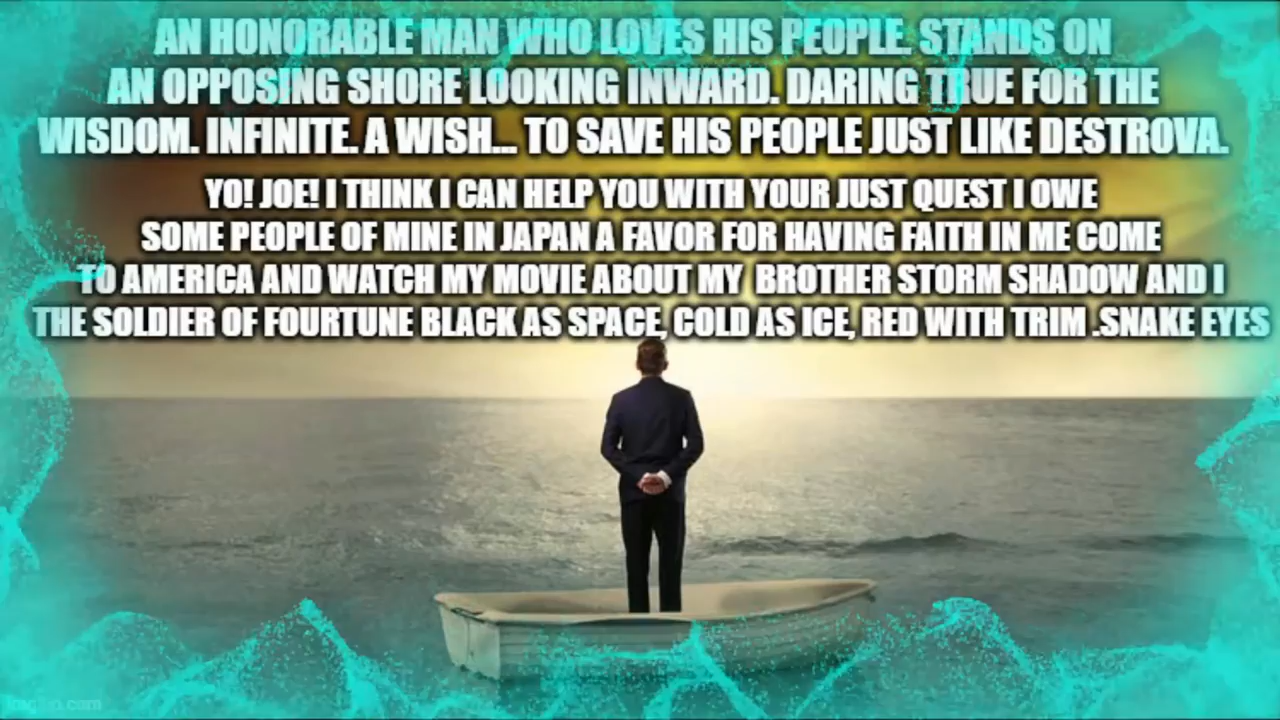 AN HONORABLE MAN WHO LOVES HIS PEOPLE. STANDS ON
AN OPPOSING SHORE LOOKING INWARD. DARING TRUE FOR THE
WISDOM. INFINITE. A WISH... TO SAVE HIS PEOPLE JUST LIKE DESTROVA.
YO! JOE! I THINK I CAN HELP YOU WITH YOUR JUST QUEST I OWE
SOME PEOPLE OF MINE IN JAPAN A FAVOR FOR HAVING FAITH IN ME COME
TO AMERICA AND WATCH MY MOVIE ABOUT MY BROTHER STORM SHADOW AND I
THE SOLDIER OF FOURTUNE BLACK AS SPACE, COLD AS ICE, RED WITH TRIM .SNAKE EYES